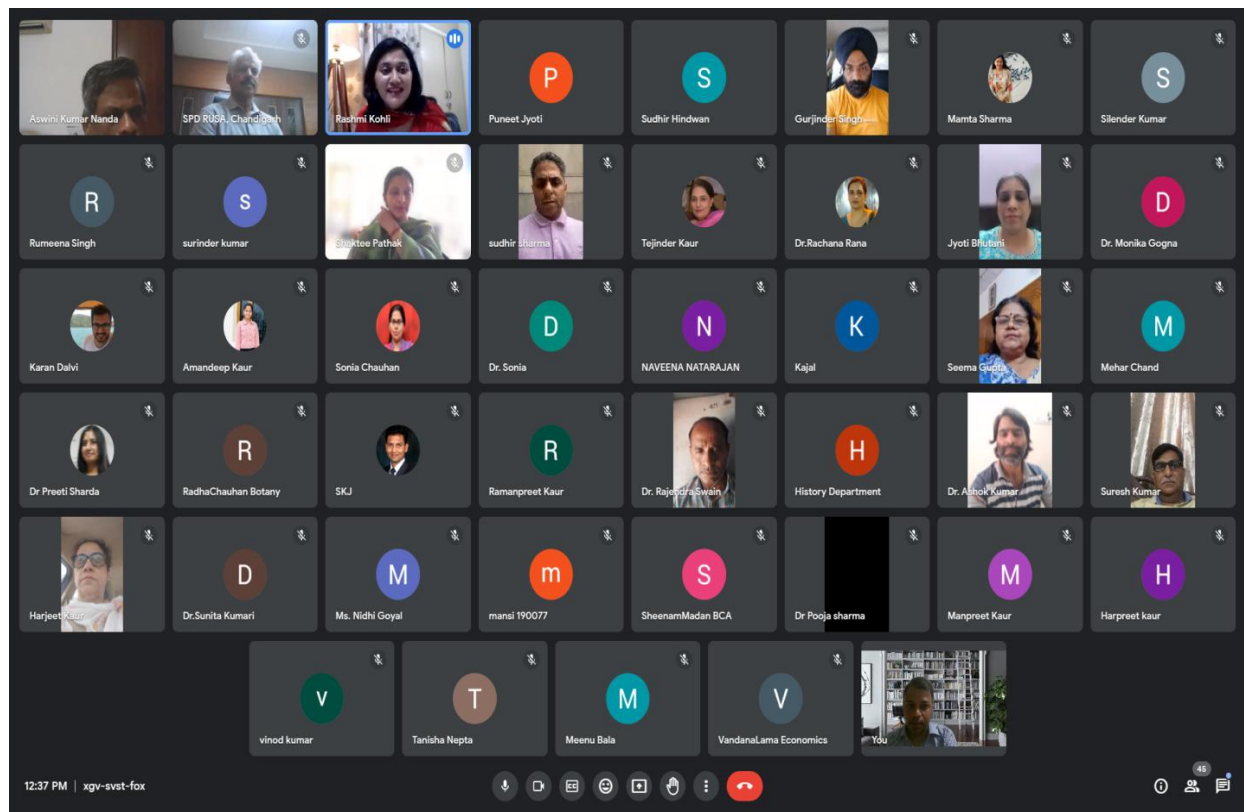 Aswini Kumar Nanda
SPD RUSA, Chandigarh
Rashmi Kohli
P
Puneet Jyoti
S
Sudhir Hindwan
Gurjinder Singh
Mamta Sharma
S
Silender Kumar
R
Rumeena Singh
s
surinder kumar
Shaktee Pathak
sudhir sharma
Tejinder Kaur
Dr.Rachana Rana
Jyoti Bhutani
D
Dr. Monika Gogna
Karan Dalvi
Amandeep Kaur
Sonia Chauhan
D
Dr. Sonia
N
NAVEENA NATARAJAN
K
Kajal
Seema Gupta
M
Mehar Chand
Dr Preeti Sharda
R
RadhaChauhan Botany
SKJ
R
Ramanpreet Kaur
Dr. Rajendra Swain
H
History Department
Dr. Ashok Kumar
Suresh Kumar
Harjeet Kaur
D
Dr.Sunita Kumari
M
Ms. Nidhi Goyal
m
mansi 190077
S
SheenamMadan BCA
Dr Pooja sharma
M
Manpreet Kaur
H
Harpreet kaur
v
vinod kumar
T
Tanisha Nepta
M
Meenu Bala
V
VandanaLama Economics
You
12:37 PM | xgv-svst-fox
CC
45